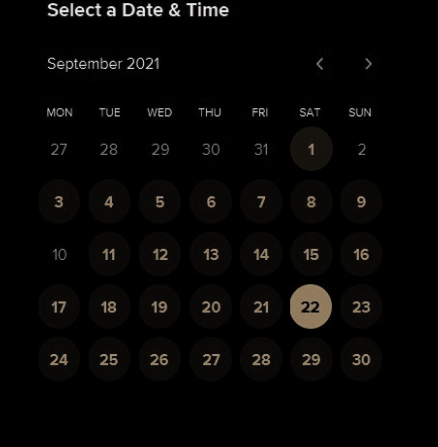 Select a Date & Time
September 2021
MON TUE WED THU FRI SAT SUN
27 28 29 30 31 1 2
3 4 5 6 7 8 9
10 11 12 13 14 15 16
17 18 19 20 21 22 23
24 25 26 27 28 29 30